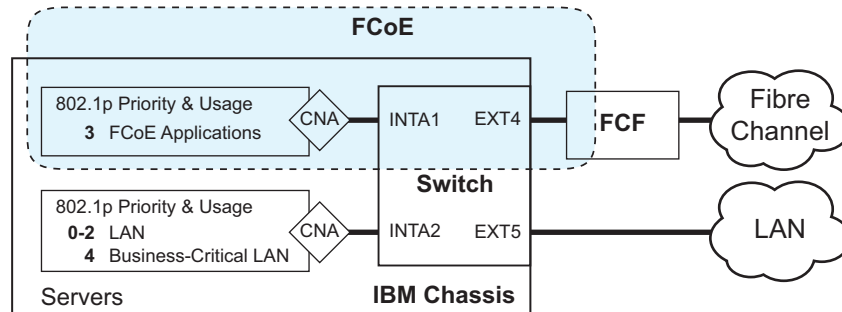 FCoE
802.1p Priority & Usage
3 FCoE Applications
CNA
INTA1
EXT4
FCF
Fibre
Channel
Switch
802.1p Priority & Usage
0-2 LAN
4 Business-Critical LAN
CNA
INTA2
EXT5
LAN
Servers
IBM Chassis